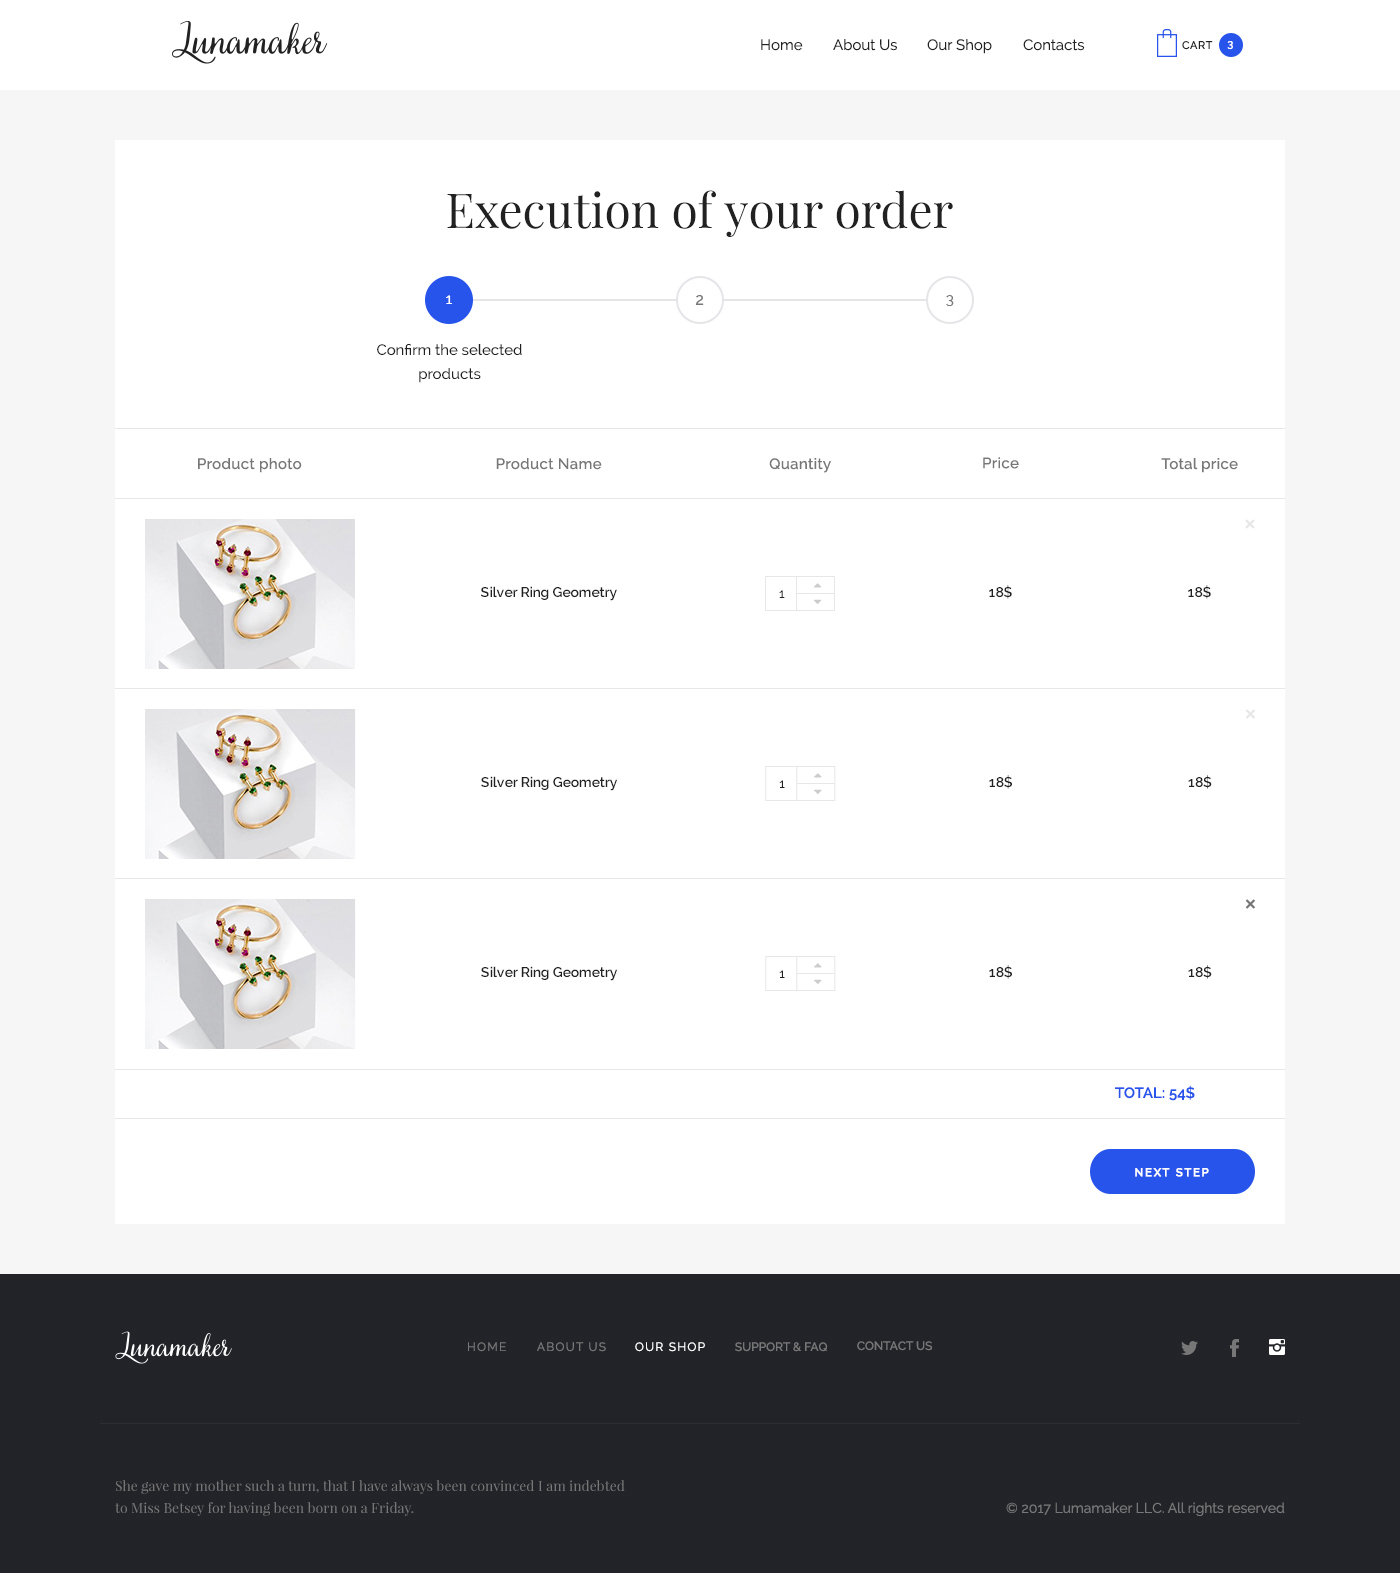 Lunamaker
Home About Us Our Shop Contacts CART 3
Execution of your order
1 2 3
Confirm the selected
products
Product photo Product Name Quantity Price Total price
×
Silver Ring Geometry 1 18$ 18$
×
Silver Ring Geometry 1 18$ 18$
×
Silver Ring Geometry 1 18$ 18$
TOTAL: 54$
NEXT STEP
Lunamaker HOME ABOUT US OUR SHOP SUPPORT & FAQ CONTACT US
She gave my mother such a turn, that I have always been convinced I am indebted
to Miss Betsey for having been born on a Friday.
© 2017 Lumamaker LLC. All rights reserved